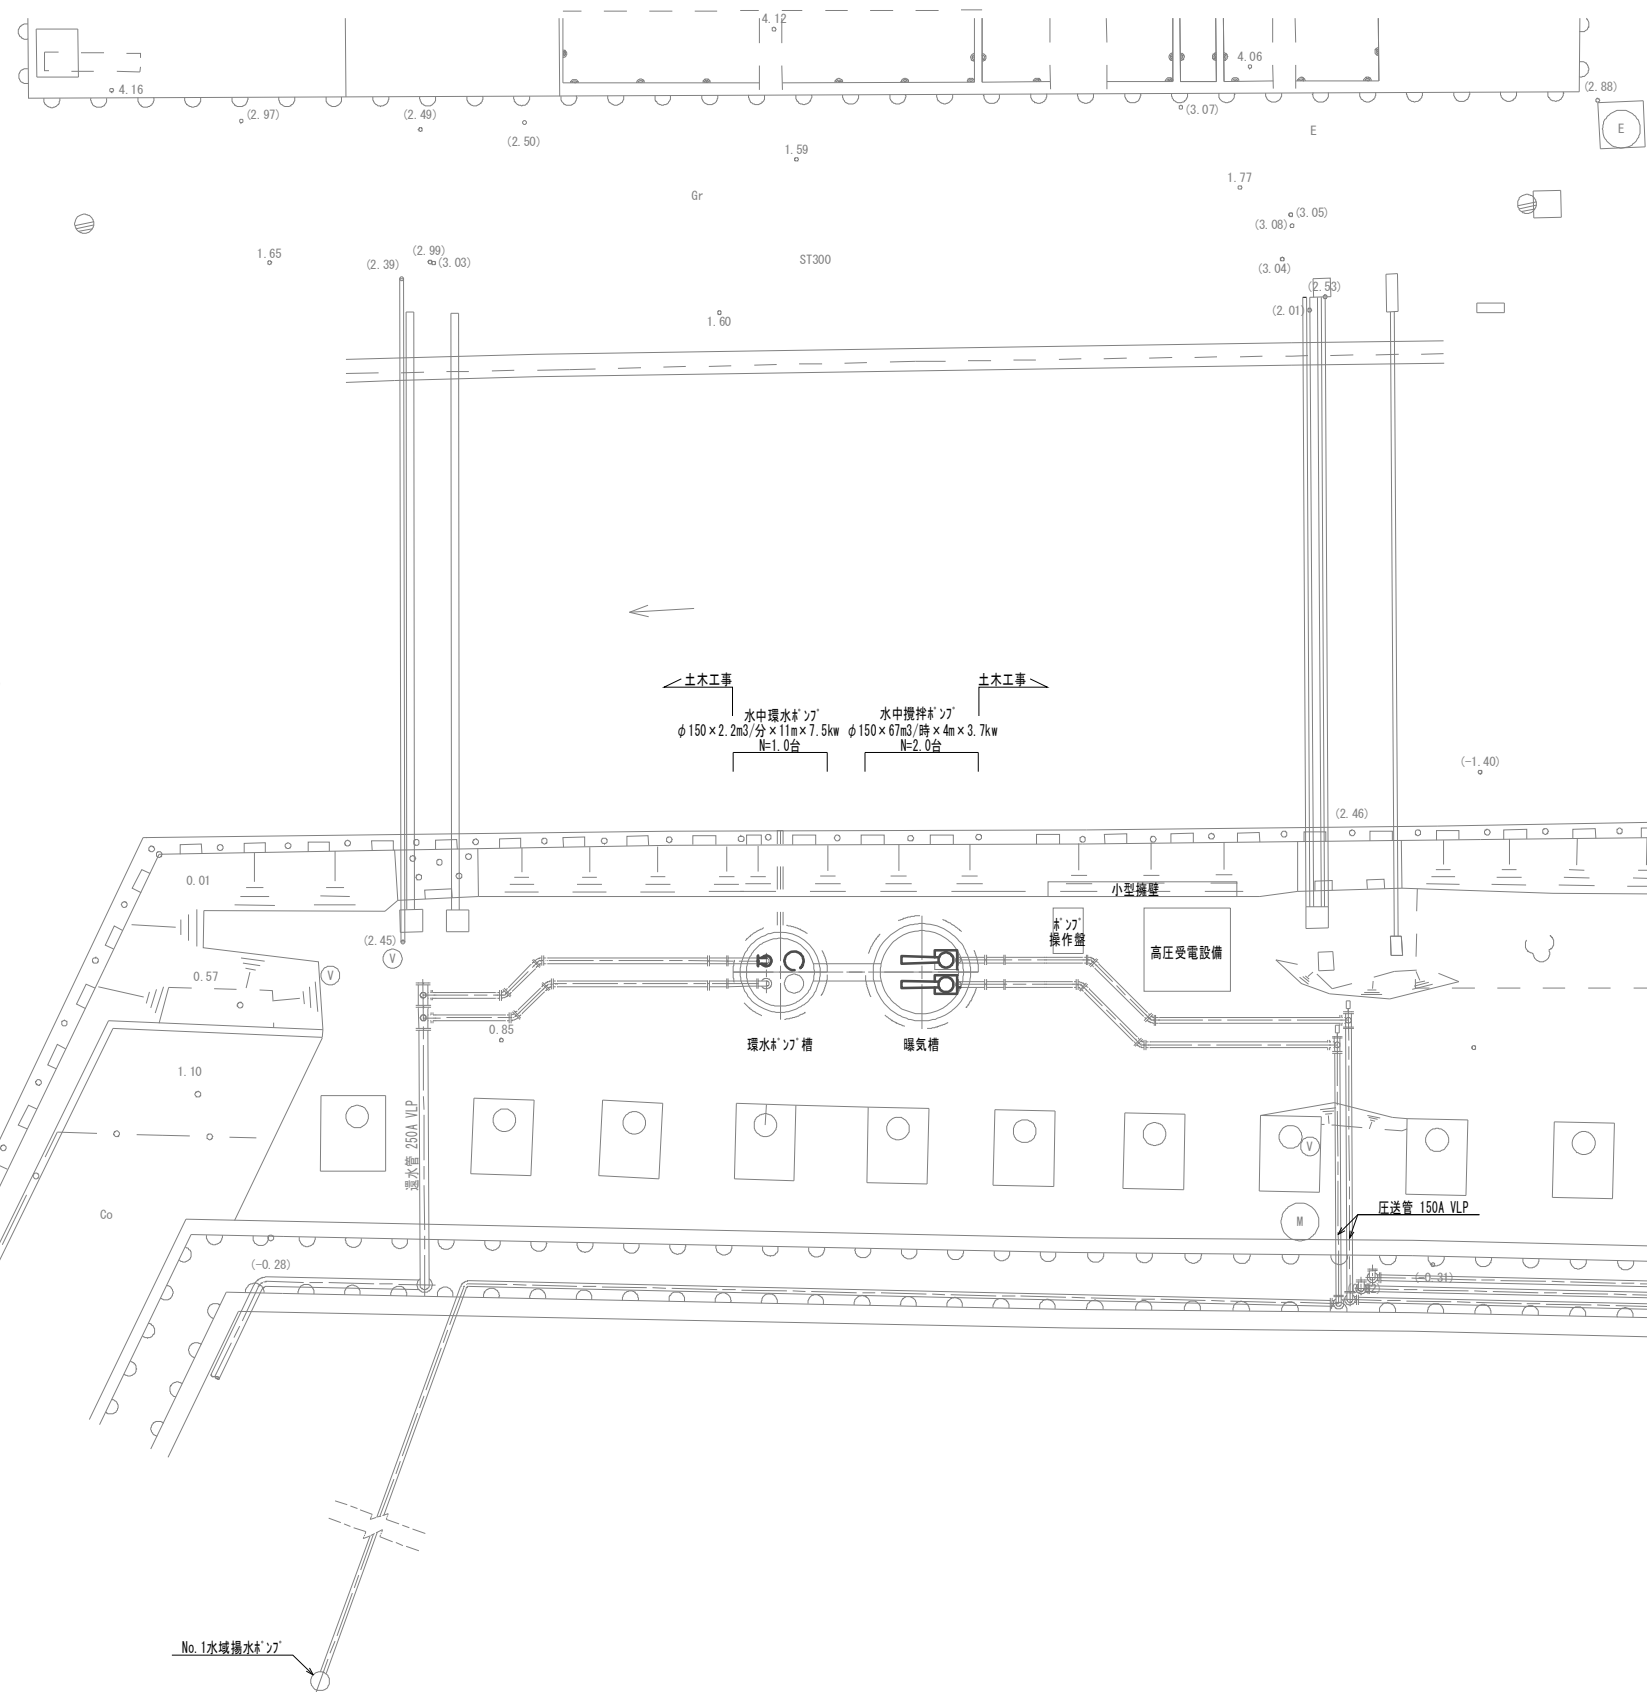 4.12
4.06
4.16
(2.88)
(2.97)
(2.49)
(2.50)
(3.07)
E
E
1.59
1.77
Gr
(3.05)
(3.08)
1.65
(2.99)
(2.39)
(3.03)
ST300
(3.04)
(2.53)
(2.01)
1.60
土木工事
土木工事
水中環水ポンプ
φ150×2.2m3/分×11m×7.5kw
N=1.0台
水中攪拌ポンプ
φ150×67m3/時×4m×3.7kw
N=2.0台
(-1.40)
(2.46)
0.01
小型擁壁
ポンプ
操作盤
高圧受電設備
(2.45)
V
V
0.57
0.85
環水ポンプ槽
曝気槽
1.10
還水管 250A VLP
V
Co
M
圧送管 150A VLP
(-0.28)
(-0.31)
No.1水域揚水ポンプ